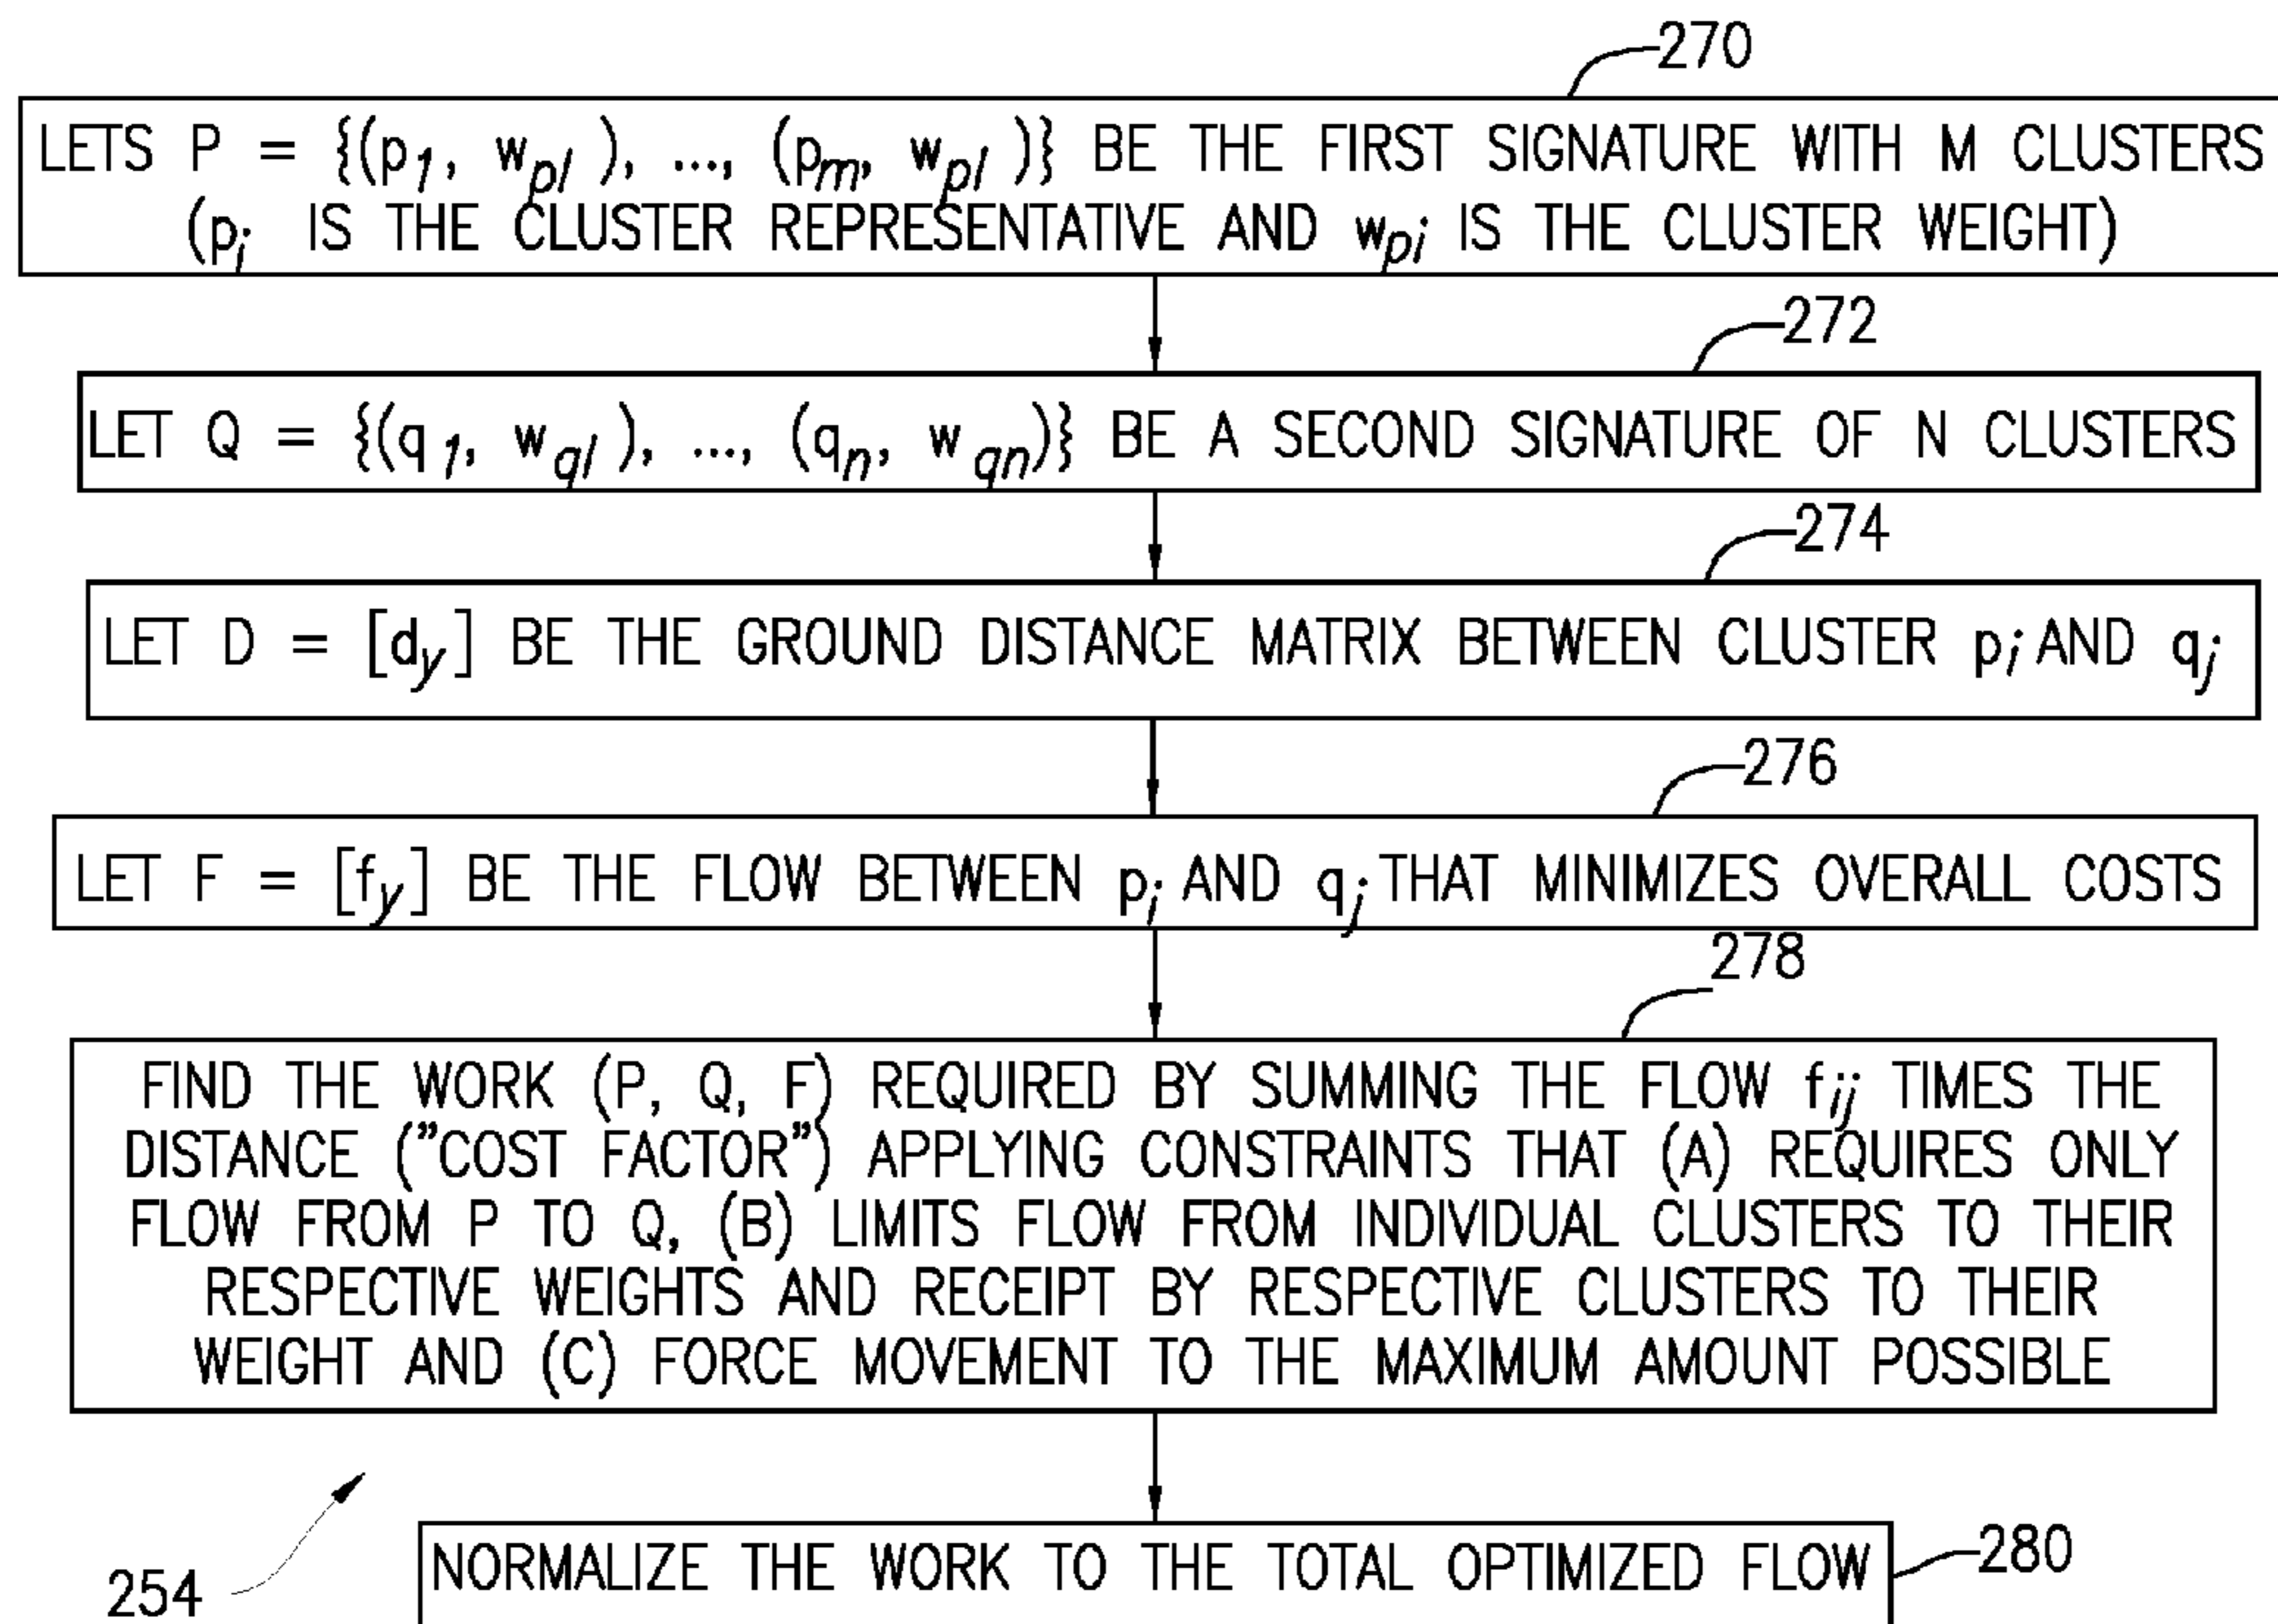 270
LETS P = {(p1, wpl ), ..., (pm, wpl )} BE THE FIRST SIGNATURE WITH M CLUSTERS
(pi IS THE CLUSTER REPRESENTATIVE AND wpi IS THE CLUSTER WEIGHT)
272
LET Q = {(q1, wql ), ..., (qn, wqn)} BE A SECOND SIGNATURE OF N CLUSTERS
274
LET D = [dy] BE THE GROUND DISTANCE MATRIX BETWEEN CLUSTER pi AND qj
276
LET F = [fy] BE THE FLOW BETWEEN pi AND qj THAT MINIMIZES OVERALL COSTS
278
FIND THE WORK (P, Q, F) REQUIRED BY SUMMING THE FLOW fij TIMES THE
DISTANCE ("COST FACTOR") APPLYING CONSTRAINTS THAT (A) REQUIRES ONLY
FLOW FROM P TO Q, (B) LIMITS FLOW FROM INDIVIDUAL CLUSTERS TO THEIR
RESPECTIVE WEIGHTS AND RECEIPT BY RESPECTIVE CLUSTERS TO THEIR
WEIGHT AND (C) FORCE MOVEMENT TO THE MAXIMUM AMOUNT POSSIBLE
NORMALIZE THE WORK TO THE TOTAL OPTIMIZED FLOW
280
254